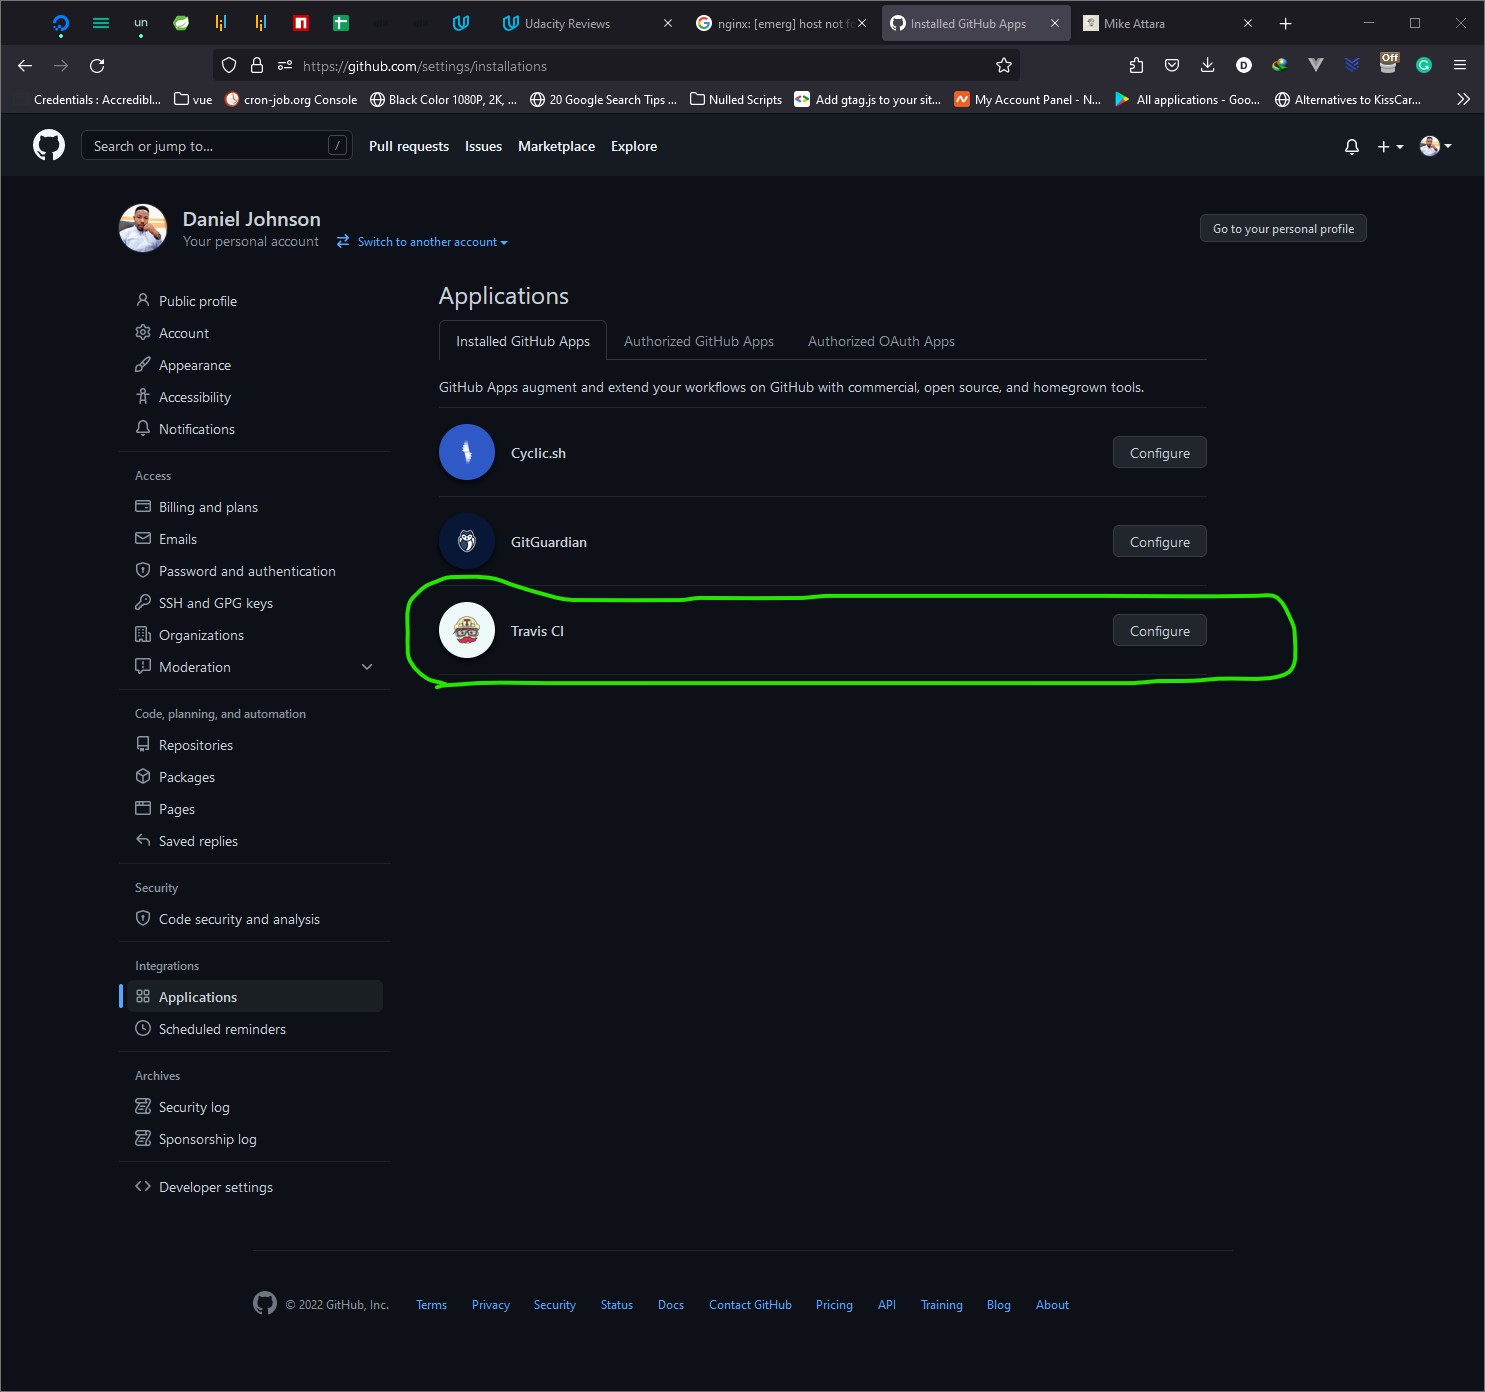 un
Udacity Reviews
nginx: [emerg] host not f
Installed GitHub Apps
Mike Attara
https://github.com/settings/installations
Off
Credentials : Accredibl...
vue
cron-job.org Console
Black Color 1080P, 2K, ...
20 Google Search Tips ...
Nulled Scripts
Add gtag.js to your sit...
My Account Panel - N...
All applications - Goo...
Alternatives to KissCar...
Search or jump to...
/
Pull requests
Issues
Marketplace
Explore
Daniel Johnson
Your personal account
Switch to another account
Go to your personal profile
Public profile
Account
Appearance
Accessibility
Notifications
Access
Billing and plans
Emails
Password and authentication
SSH and GPG keys
Organizations
Moderation
Code, planning, and automation
Repositories
Packages
Pages
Saved replies
Security
Code security and analysis
Integrations
Applications
Scheduled reminders
Archives
Security log
Sponsorship log
Developer settings
Applications
Installed GitHub Apps
Authorized GitHub Apps
Authorized OAuth Apps
GitHub Apps augment and extend your workflows on GitHub with commercial, open source, and homegrown tools.
Cyclic.sh
Configure
GitGuardian
Configure
Travis CI
Configure
© 2022 GitHub, Inc.
Terms
Privacy
Security
Status
Docs
Contact GitHub
Pricing
API
Training
Blog
About